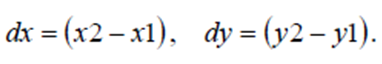 dx = (x2 – x1), dy = (y2 – y1).